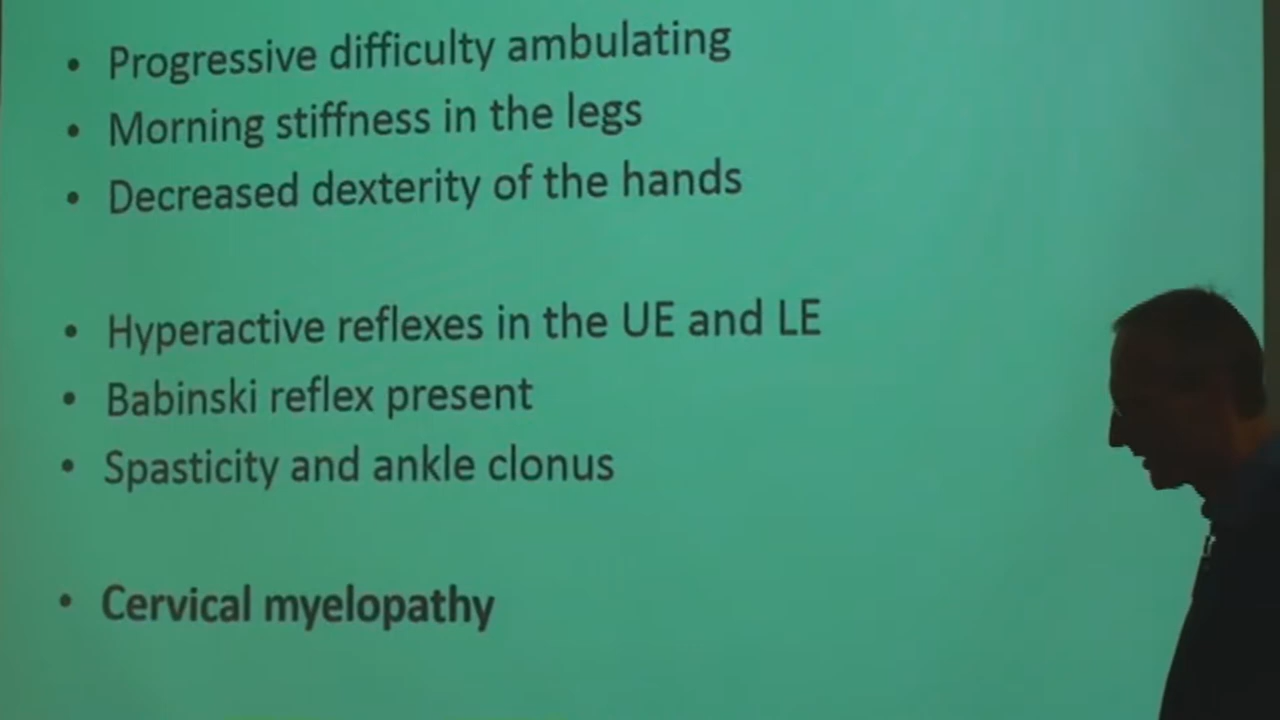 • Progressive difficulty ambulating
• Morning stiffness in the legs
• Decreased dexterity of the hands
• Hyperactive reflexes in the UE and LE
• Babinski reflex present
• Spasticity and ankle clonus
• Cervical myelopathy